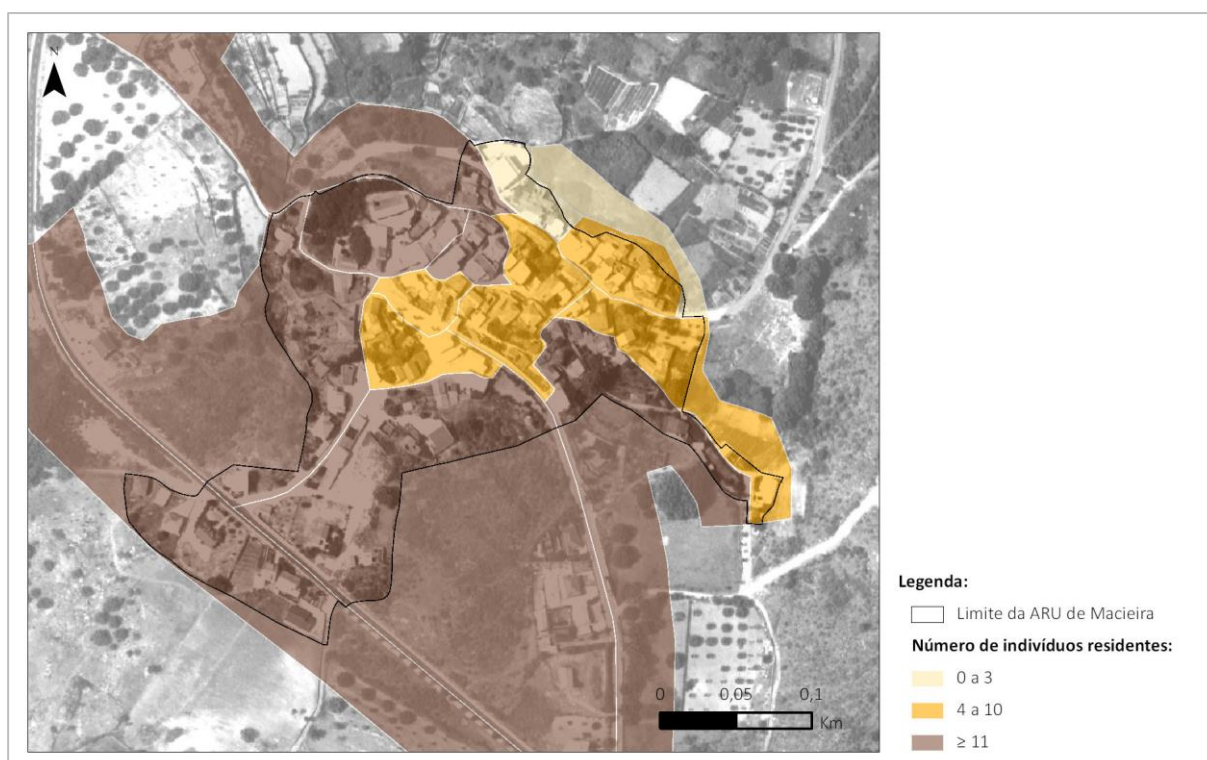 N
0 0,05 0,1
Km
Legenda:
Limite da ARU de Macieira
Número de indivíduos residentes:
0 a 3
4 a 10
≥ 11